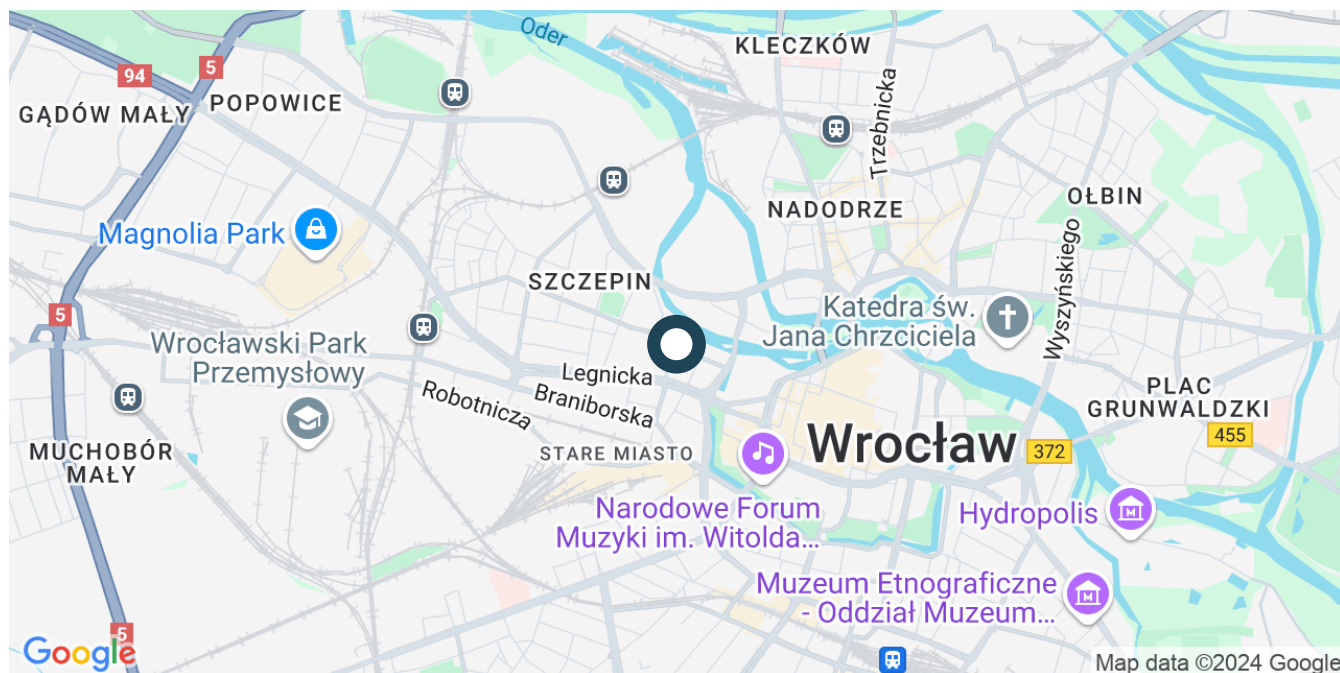 Oder
KLECZKÓW
94
5
GĄDÓW MAŁY
POPOWICE
Trzebnicka
OŁBIN
NADODRZE
Magnolia Park
Wyszyńskiego
SZCZEPIN
Katedra św.
Jana Chrzciciela
5
Wrocławski Park
Przemysłowy
Legnicka
Braniborska
Robotnicza
PLAC
GRUNWALDZKI
455
MUCHOBÓR
MAŁY
STARE MIASTO
Wrocław
372
Narodowe Forum
Muzyki im. Witolda...
Hydropolis
Muzeum Etnograficzne
- Oddział Muzeum...
5
Google
Map data ©2024 Google